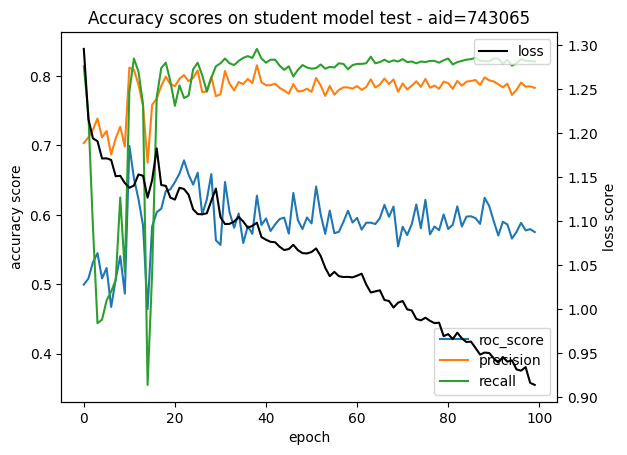 Accuracy scores on student model test - aid=743065
loss
accuracy score
0.8
0.7
0.6
0.5
0.4
1.30
1.25
1.20
1.15
1.10
1.05
1.00
0.95
0.90
loss score
roc_score
precision
recall
0
20
40
60
80
100
epoch